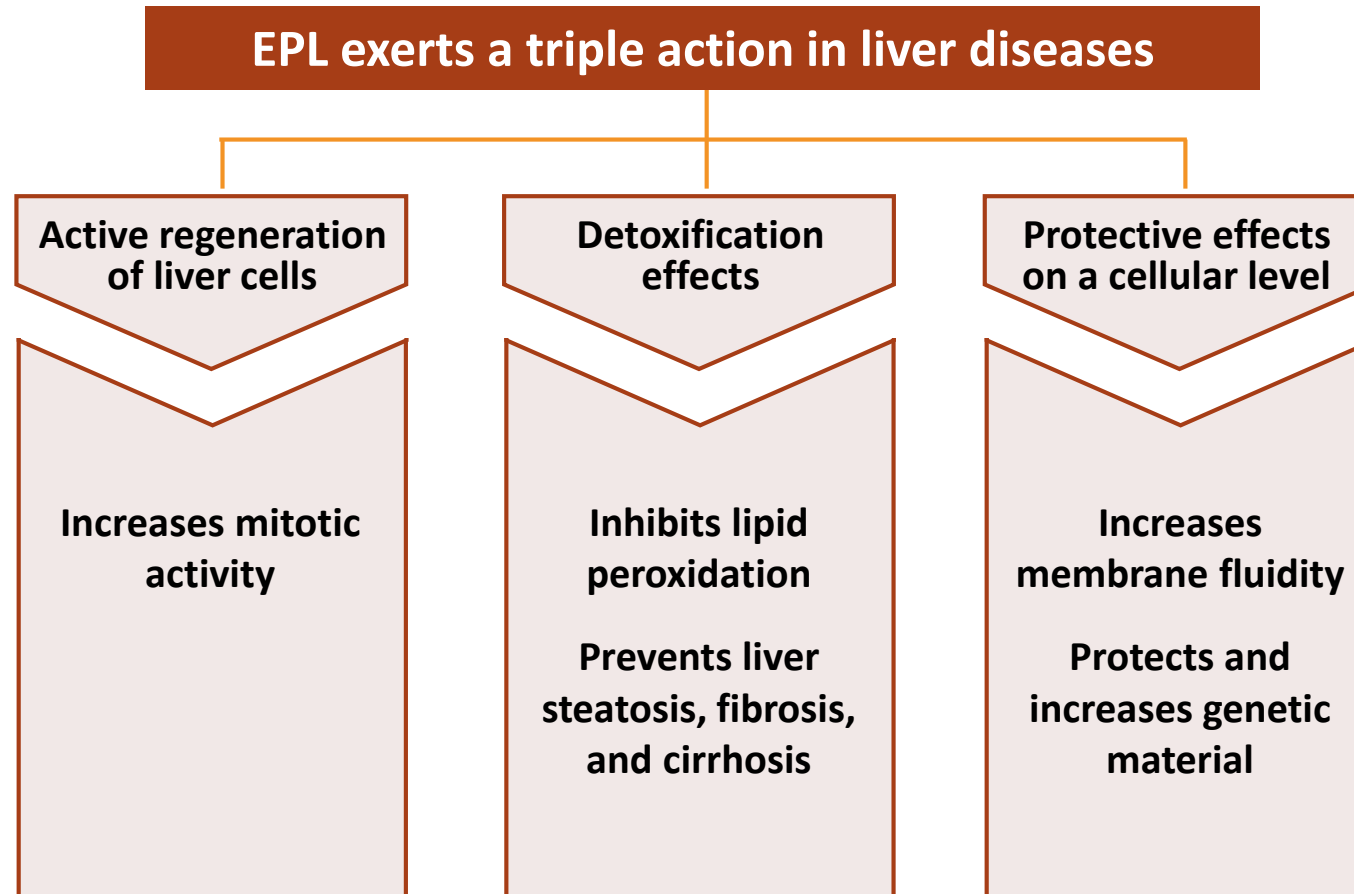 EPL exerts a triple action in liver diseases
Active regeneration
of liver cells
Increases mitotic
activity
Detoxification
effects
Inhibits lipid
peroxidation
Prevents liver
steatosis, fibrosis,
and cirrhosis
Protective effects
on a cellular level
Increases
membrane fluidity
Protects and
increases genetic
material